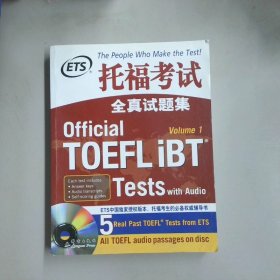 ETS
The People Who Make the Test!
托福考试
全真试题集
Official
Volume 1
TOEFL iBT
Tests with Audio
Each test includes:
• Answer keys
• Audio transcripts
• Self-scoring guides
ETS中国独家授权版本,托福考生的必备权威辅导书
5 Real Past TOEFL® Tests from ETS
All TOEFL audio passages on disc